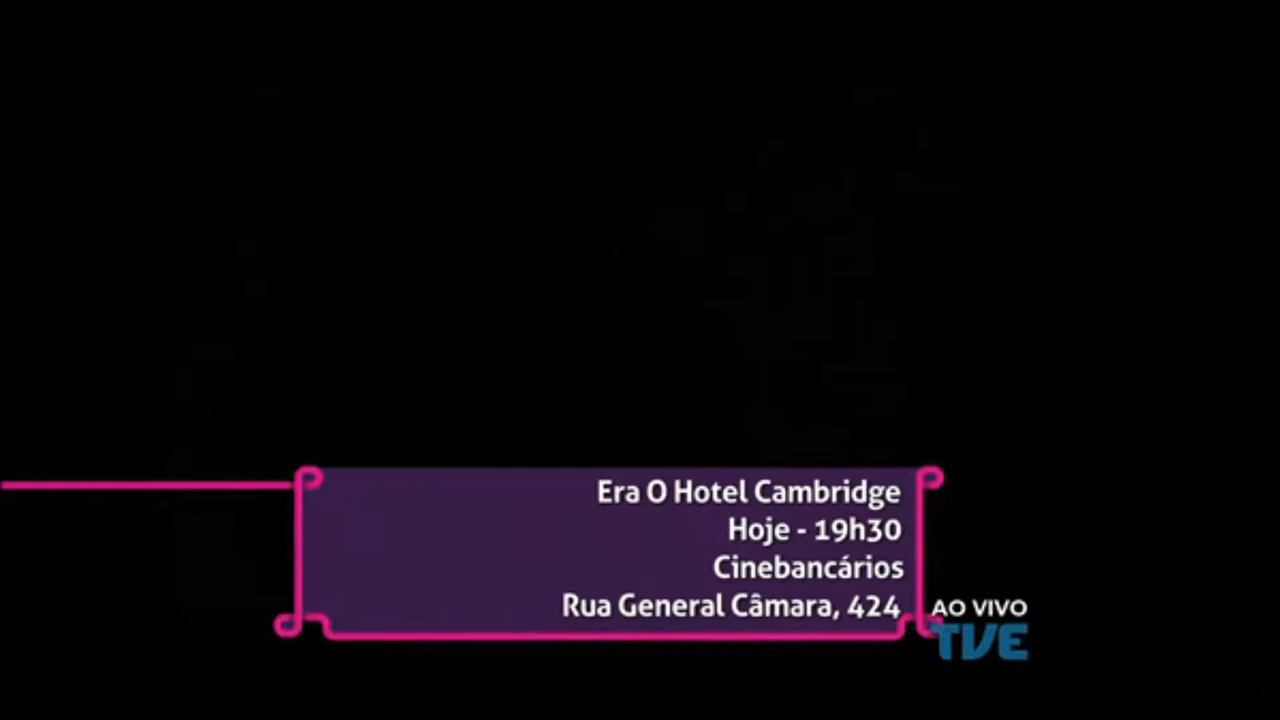 Era O Hotel Cambridge
Hoje - 19h30
Cinebancários
Rua General Câmara, 424
AO VIVO
TVE